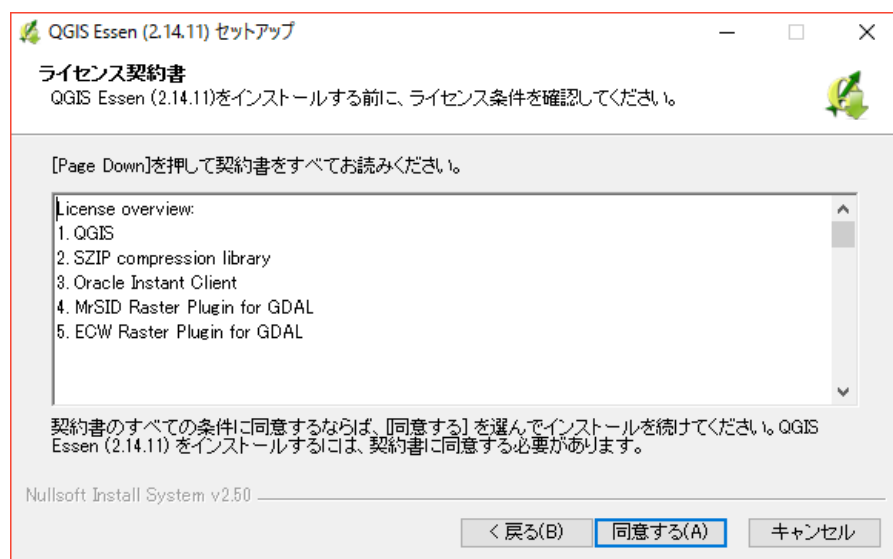 QGIS Essen (2.14.11) セットアップ
ライセンス契約書
QGIS Essen (2.14.11)をインストールする前に、ライセンス条件を確認してください。
[Page Down]を押して契約書をすべてお読みください。
License overview:
1. QGIS
2. SZIP compression library
3. Oracle Instant Client
4. MrSID Raster Plugin for GDAL
5. ECW Raster Plugin for GDAL
契約書のすべての条件に同意するならば、[同意する] を選んでインストールを続けてください。QGIS
Essen (2.14.11) をインストールするには、契約書に同意する必要があります。
Nullsoft Install System v2.50
< 戻る(B)
同意する(A)
キャンセル